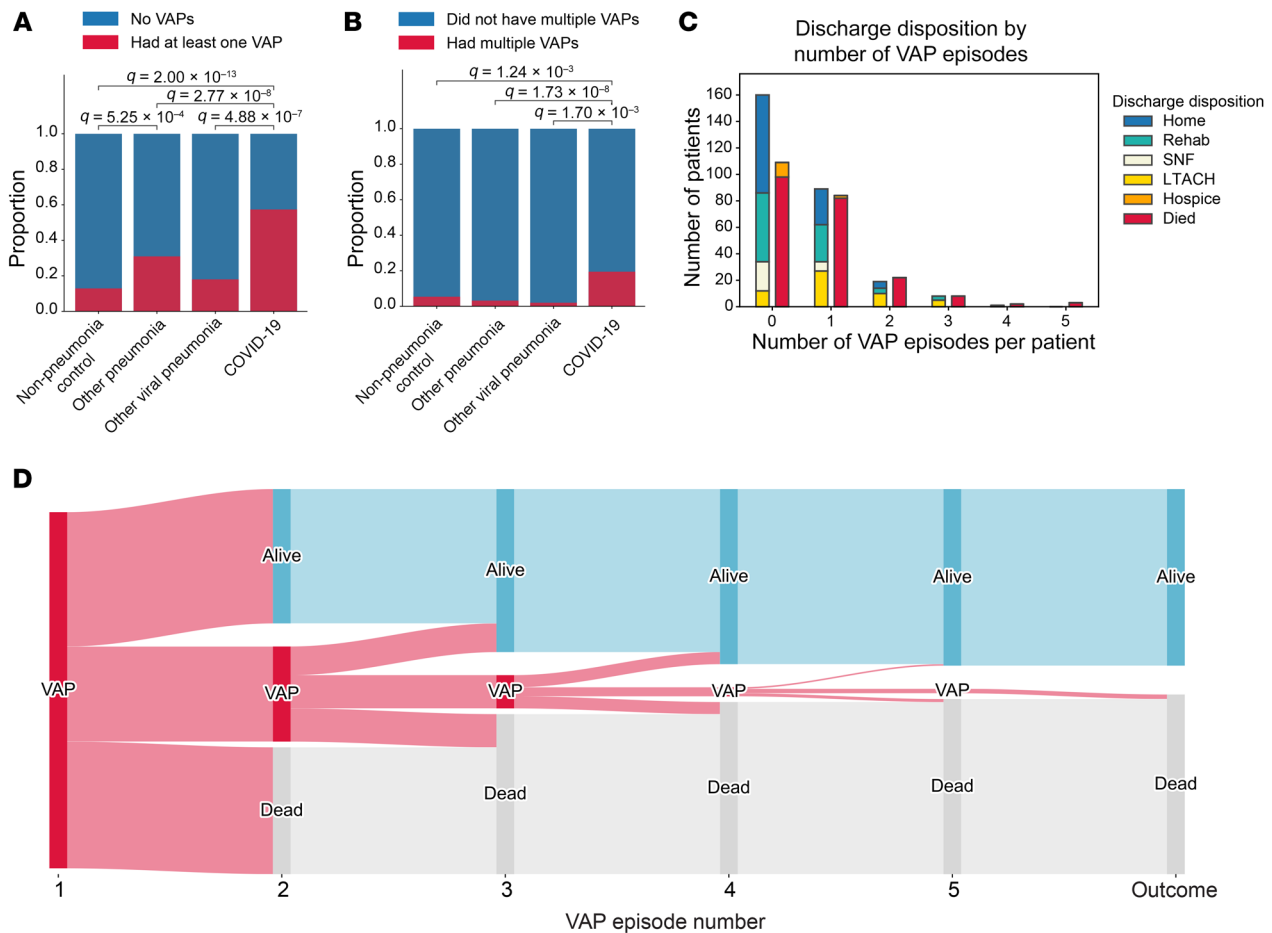 A
No VAPs
Had at least one VAP
q = 2.00 × 10–13
q = 2.77 × 10–8
q = 5.25 × 10–4
q = 4.88 × 10–7
Proportion
1.0
0.8
0.6
0.4
0.2
0.0
Non-pneumonia
control
Other pneumonia
Other viral pneumonia
COVID-19
B
Did not have multiple VAPs
Had multiple VAPs
q = 1.24 × 10–3
q = 1.73 × 10–8
q = 1.70 × 10–3
Proportion
1.0
0.8
0.6
0.4
0.2
0.0
Non-pneumonia
control
Other pneumonia
Other viral pneumonia
COVID-19
C
Discharge disposition by
number of VAP episodes
Number of patients
160
140
120
100
80
60
40
20
0
0 1 2 3 4 5
Number of VAP episodes per patient
Discharge disposition
Home
Rehab
SNF
LTACH
Hospice
Died
D
Alive
Alive
Alive
Alive
Alive
VAP
VAP
VAP
VAP
VAP
Dead
Dead
Dead
Dead
Dead
1 2 3 4 5 Outcome
VAP episode number